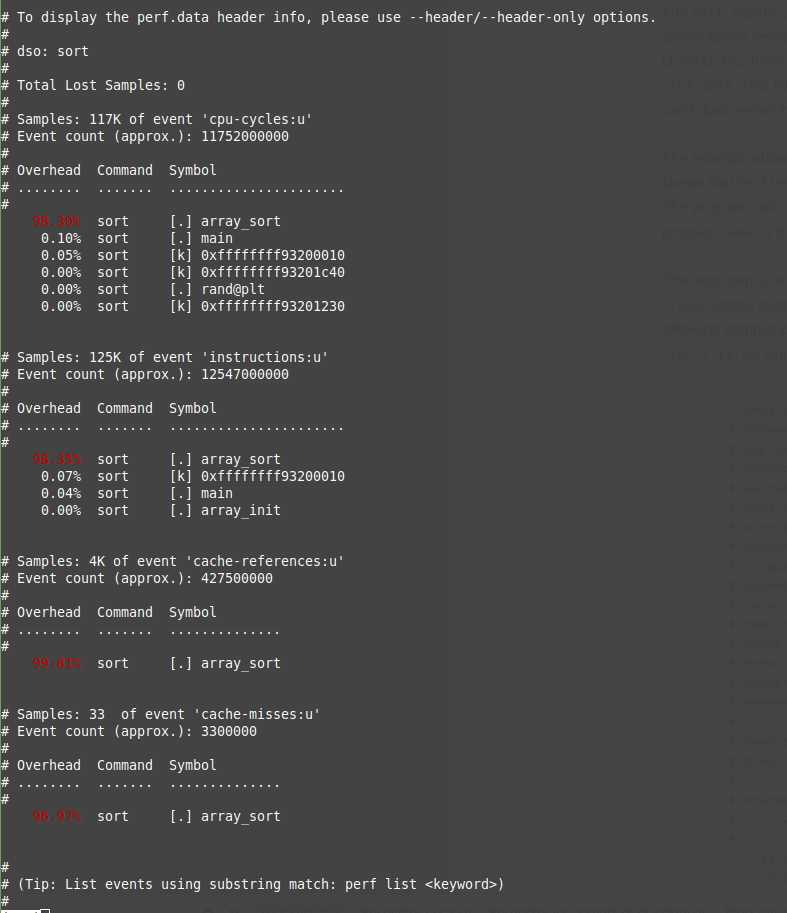 # To display the perf.data header info, please use --header/--header-only options.
#
# dso: sort
#
# Total Lost Samples: 0
#
# Samples: 117K of event 'cpu-cycles:u'
# Event count (approx.): 11752000000
#
# Overhead  Command  Symbol
# ........  .......  ......................
#
    98.30%  sort     [.] array_sort
     0.10%  sort     [.] main
     0.05%  sort     [k] 0xffffffff93200010
     0.00%  sort     [k] 0xffffffff93201c40
     0.00%  sort     [.] rand@plt
     0.00%  sort     [k] 0xffffffff93201230
# Samples: 125K of event 'instructions:u'
# Event count (approx.): 12547000000
#
# Overhead  Command  Symbol
# ........  .......  ......................
#
    98.35%  sort     [.] array_sort
     0.07%  sort     [k] 0xffffffff93200010
     0.04%  sort     [.] main
     0.00%  sort     [.] array_init
# Samples: 4K of event 'cache-references:u'
# Event count (approx.): 427500000
#
# Overhead  Command  Symbol
# ........  .......  ..............
#
    99.81%  sort     [.] array_sort
# Samples: 33  of event 'cache-misses:u'
# Event count (approx.): 3300000
#
# Overhead  Command  Symbol
# ........  .......  ..............
#
    96.97%  sort     [.] array_sort
#
# (Tip: List events using substring match: perf list <keyword>)
#